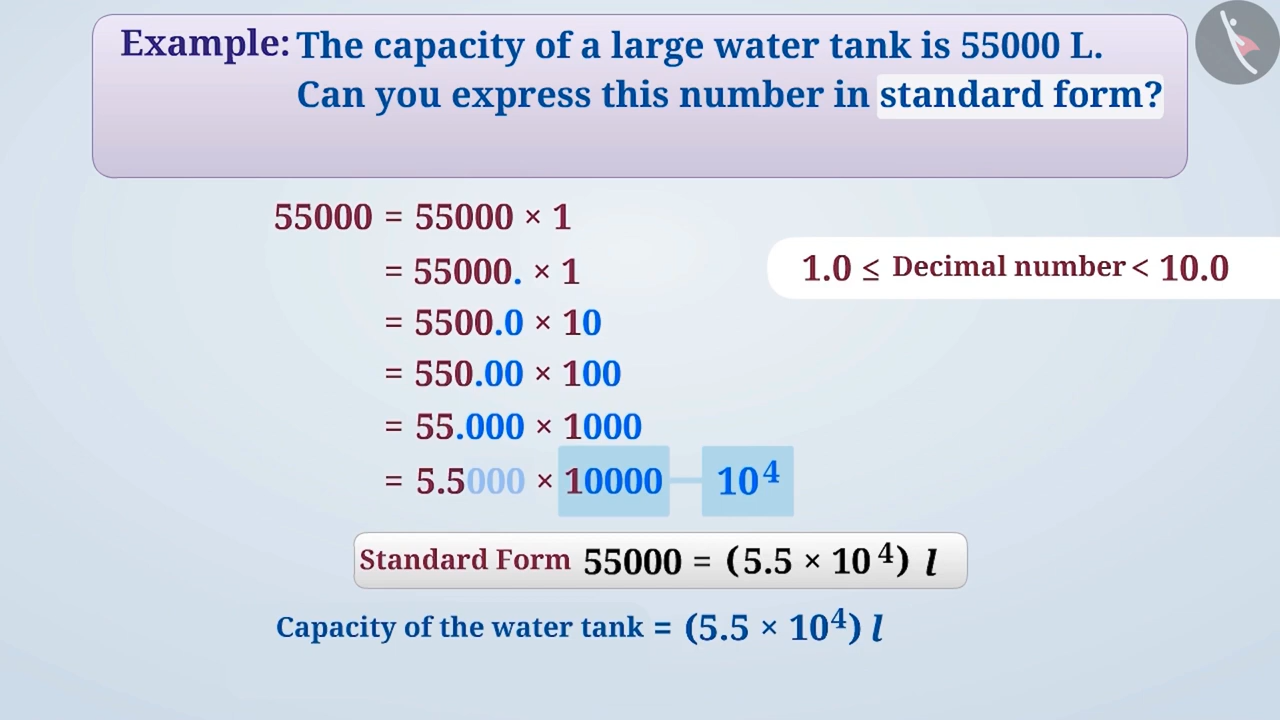 Example: The capacity of a large water tank is 55000 L.
Can you express this number in standard form?
55000 = 55000 × 1
= 55000. × 1
1.0 ≤ Decimal number < 10.0
= 5500.0 × 10
= 550.00 × 100
= 55.000 × 1000
= 5.5000 × 10000 — 10⁴
Standard Form 55000 = (5.5 × 10⁴) l
Capacity of the water tank = (5.5 × 10⁴) l